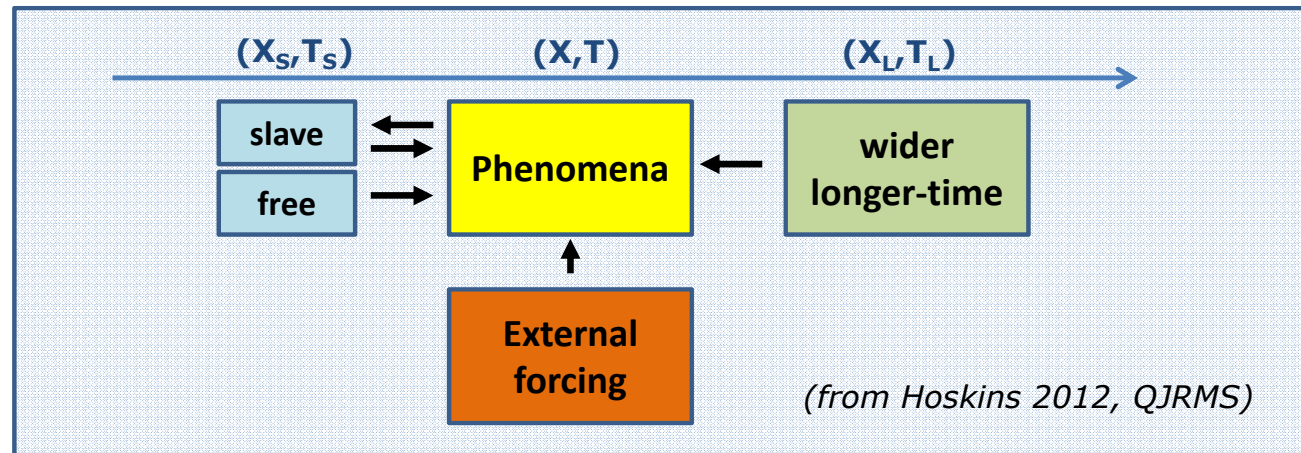 (X_S,T_S) (X,T) (X_L,T_L)
slave
free
Phenomena
wider
longer-time
External
forcing
(from Hoskins 2012, QJRMS)